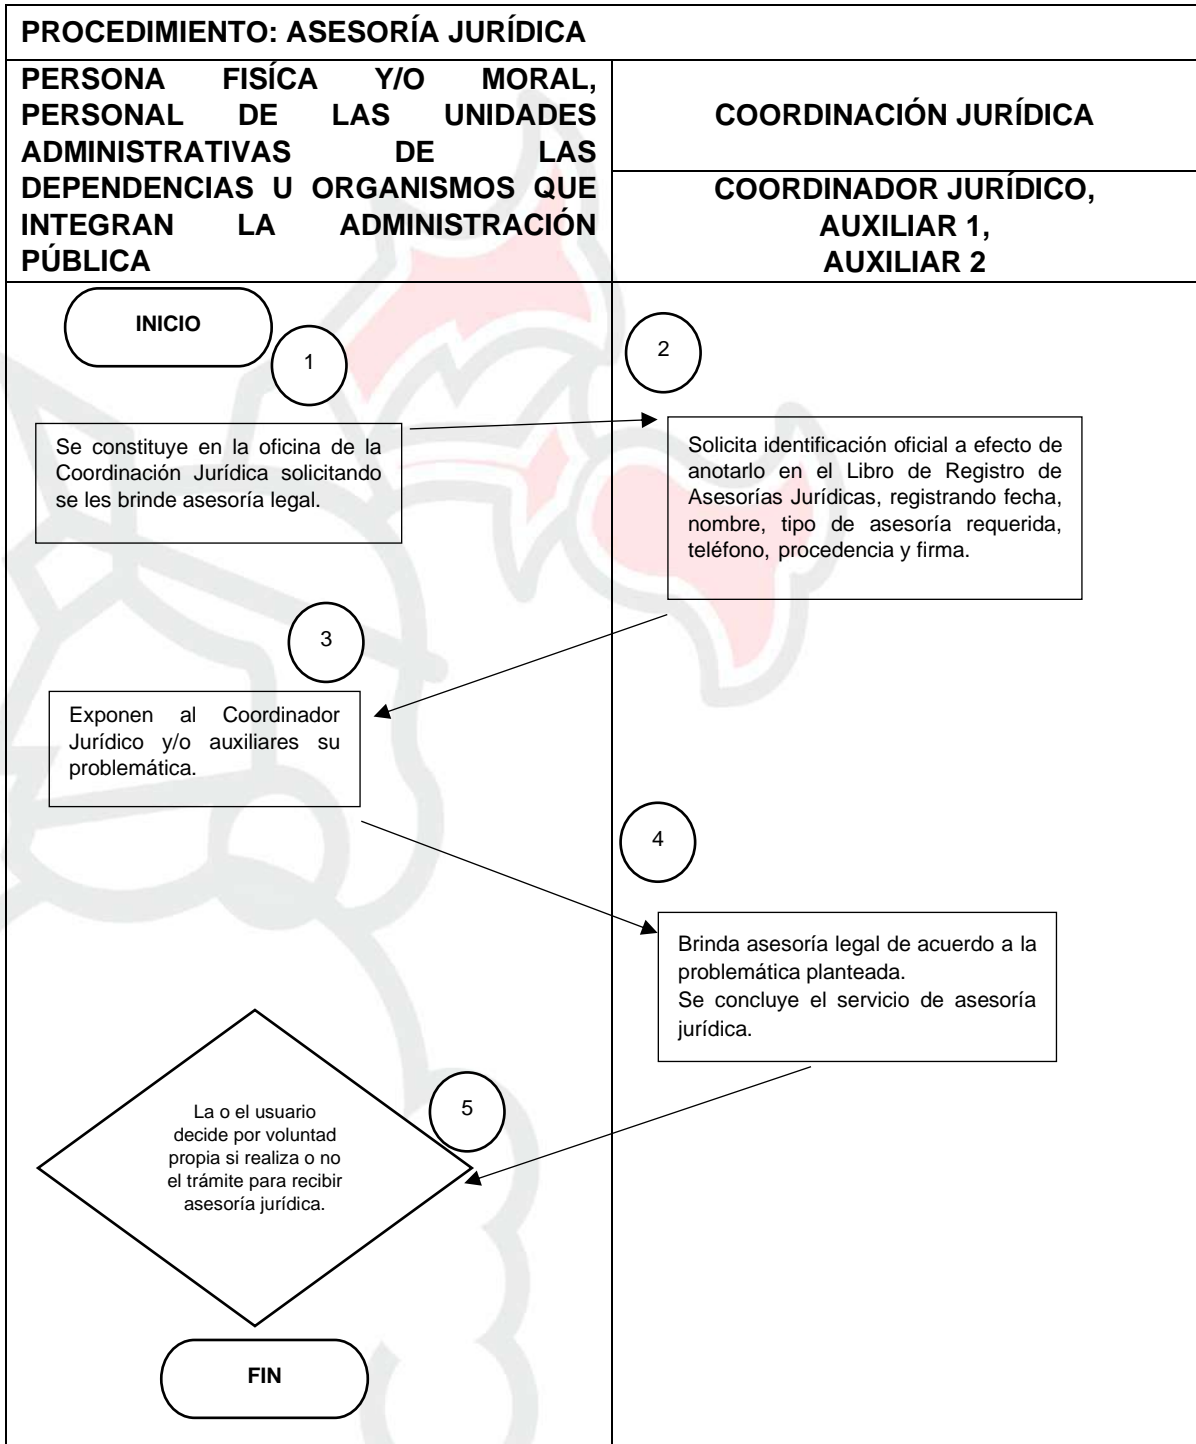 PROCEDIMIENTO: ASESORÍA JURÍDICA
PERSONA FISÍCA Y/O MORAL,
PERSONAL DE LAS UNIDADES
ADMINISTRATIVAS DE LAS
DEPENDENCIAS U ORGANISMOS QUE
INTEGRAN LA ADMINISTRACIÓN
PÚBLICA
COORDINACIÓN JURÍDICA
COORDINADOR JURÍDICO,
AUXILIAR 1,
AUXILIAR 2
INICIO
1
Se constituye en la oficina de la
Coordinación Jurídica solicitando
se les brinde asesoría legal.
2
Solicita identificación oficial a efecto de
anotarlo en el Libro de Registro de
Asesorías Jurídicas, registrando fecha,
nombre, tipo de asesoría requerida,
teléfono, procedencia y firma.
3
Exponen al Coordinador
Jurídico y/o auxiliares su
problemática.
4
Brinda asesoría legal de acuerdo a la
problemática planteada.
Se concluye el servicio de asesoría
jurídica.
5
La o el usuario
decide por voluntad
propia si realiza o no
el trámite para recibir
asesoría jurídica.
FIN